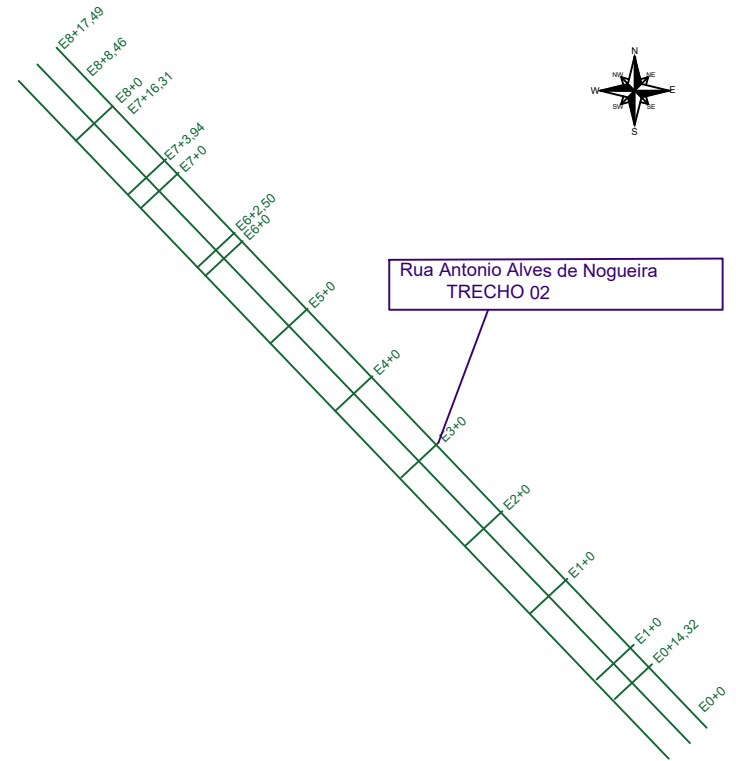 E8+17,49
E8+8,46
E8+0
E7+16,31
E7+3,94
E7+0
E6+2,50
E6+0
E5+0
E4+0
E3+0
E2+0
E1+0
E1+0
E0+14,32
E0+0
Rua Antonio Alves de Nogueira
TRECHO 02
N
NW
NE
W
E
SW
SE
S